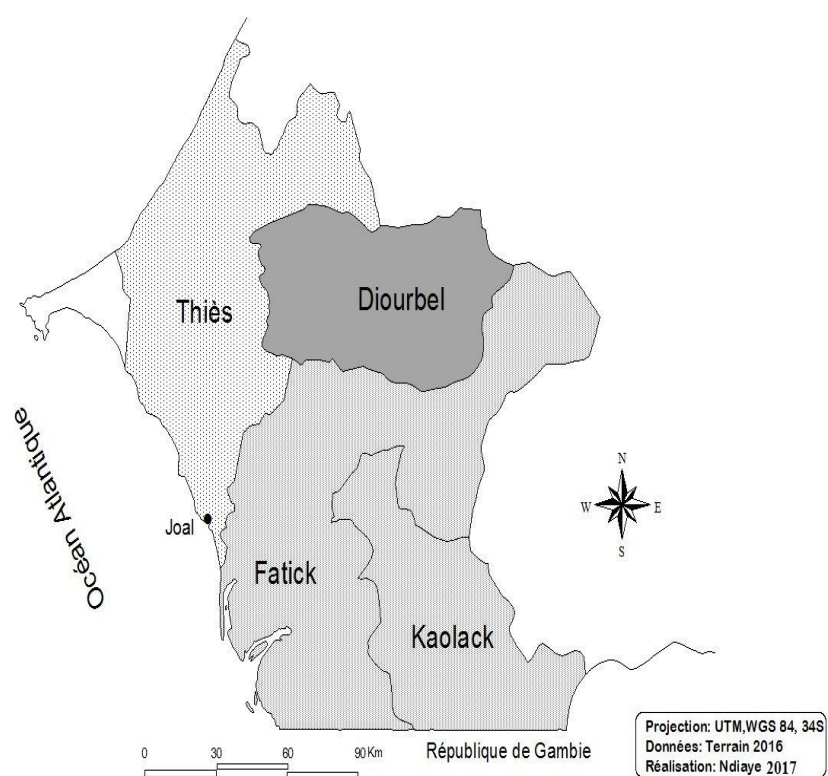 Thiès
Diourbel
Océan Atlantique
N
W
E
S
Joal
Fatick
Kaolack
0 30 60 90 Km
République de Gambie
Projection: UTM,WGS 84, 34S
Données: Terrain 2016
Réalisation: Ndiaye 2017